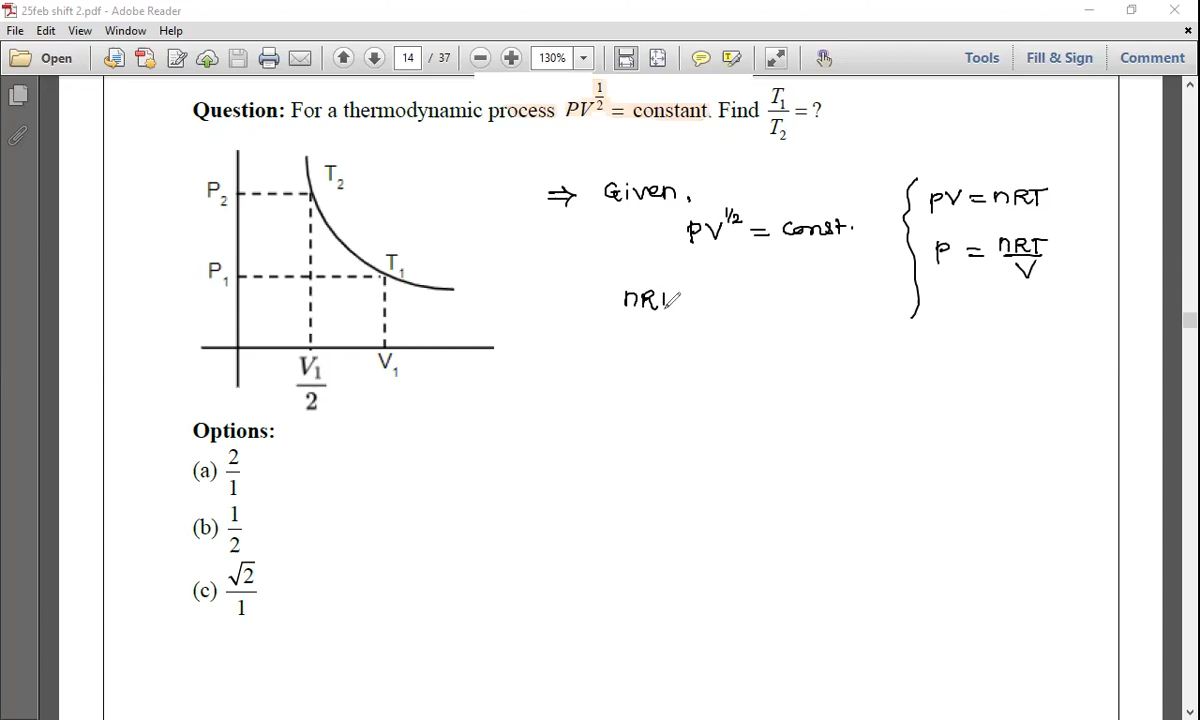 25feb shift 2.pdf - Adobe Reader
File Edit View Window Help
Open 14 / 37 130% Tools Fill & Sign Comment
Question: For a thermodynamic process PV^(1/2) = constant. Find T₁/T₂ = ?
P₂ T₂
P₁ T₁
V₁/2 V₁
⇒ Given,
PV^(1/2) = const.
PV = nRT
P = nRT/V
nR
Options:
(a) 2/1
(b) 1/2
(c) √2/1